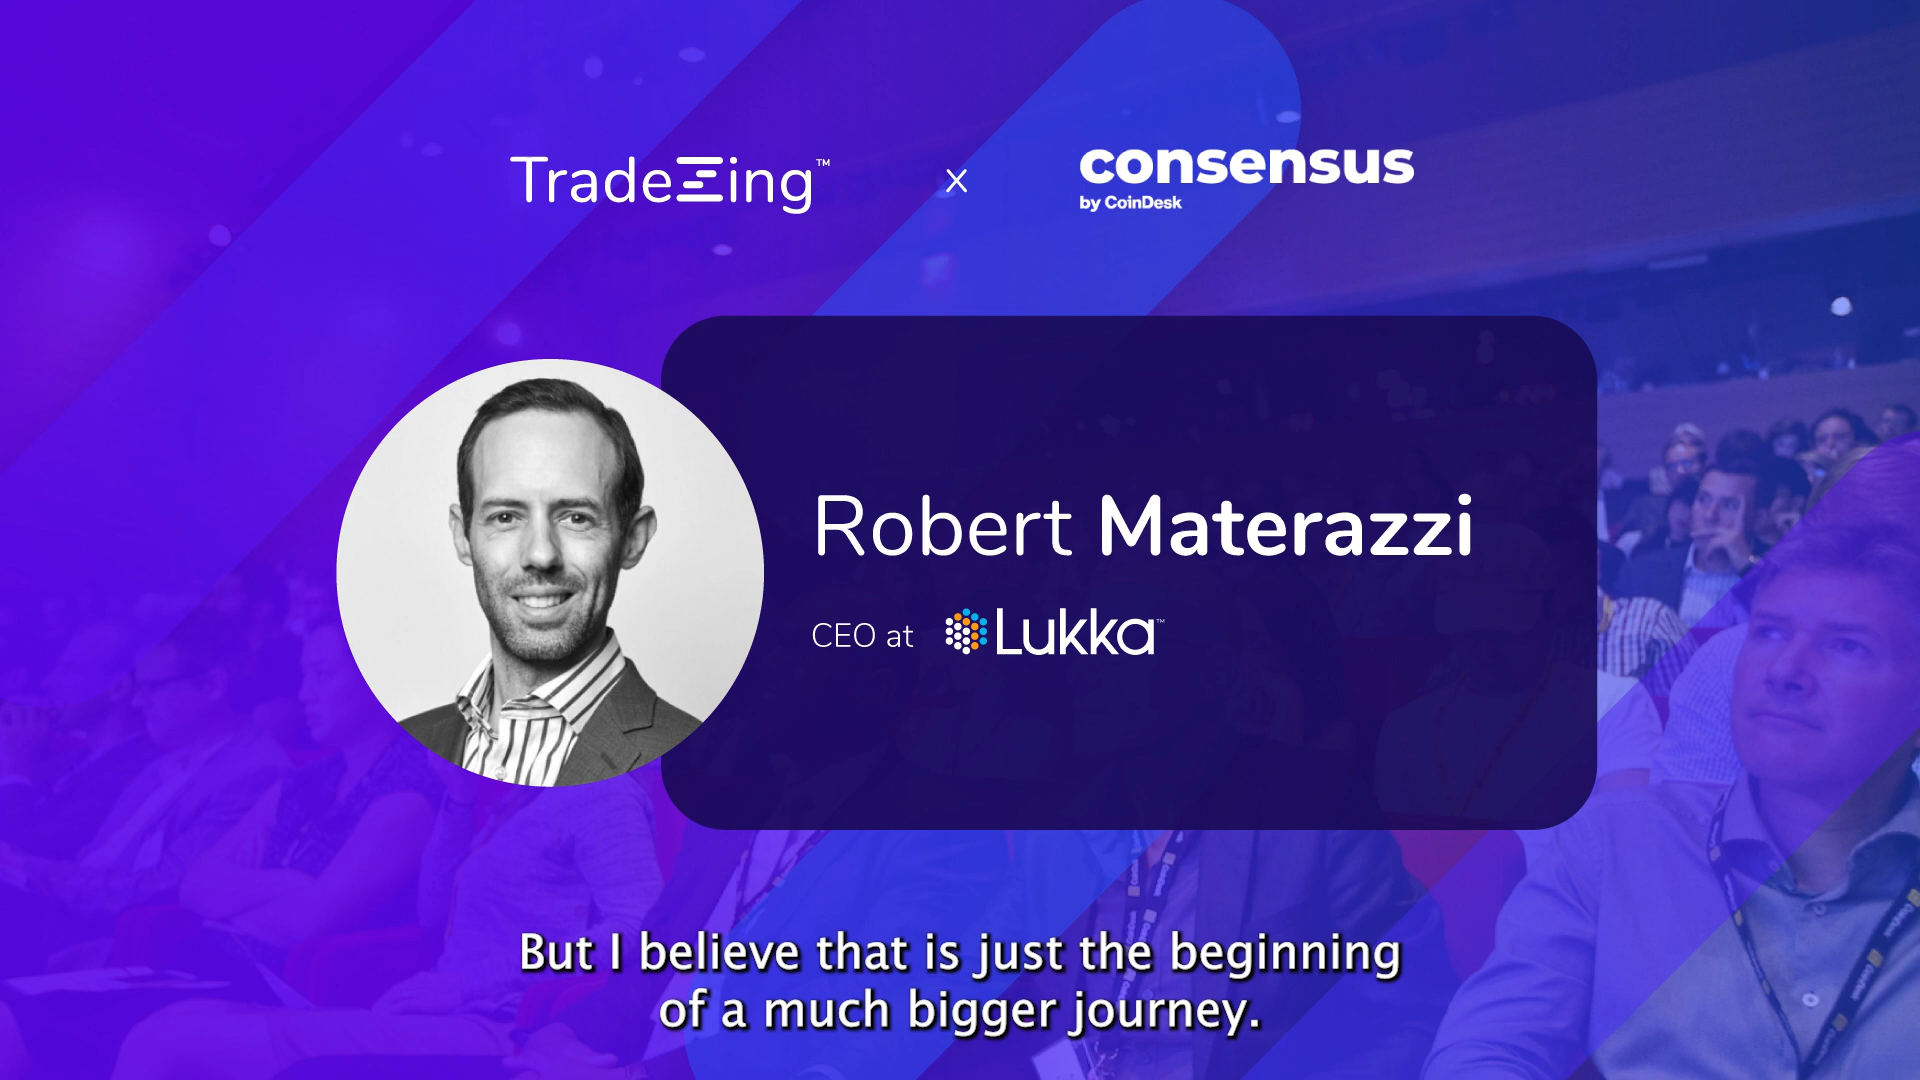 TradeZing™ x consensus
by CoinDesk
Robert Materazzi
CEO at Lukka™
But I believe that is just the beginning
of a much bigger journey.